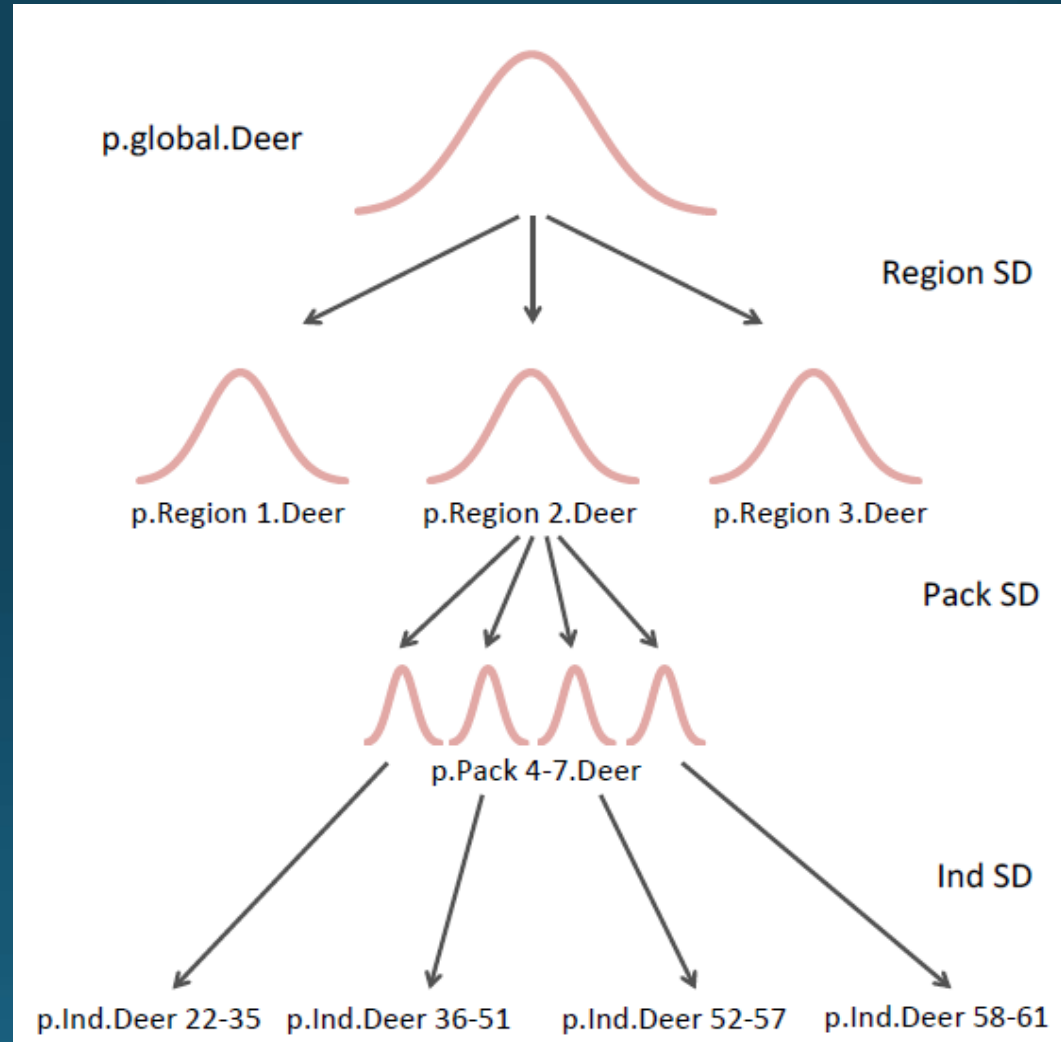 p.global.Deer
Region SD
p.Region 1.Deer
p.Region 2.Deer
p.Region 3.Deer
Pack SD
p.Pack 4-7.Deer
Ind SD
p.Ind.Deer 22-35
p.Ind.Deer 36-51
p.Ind.Deer 52-57
p.Ind.Deer 58-61